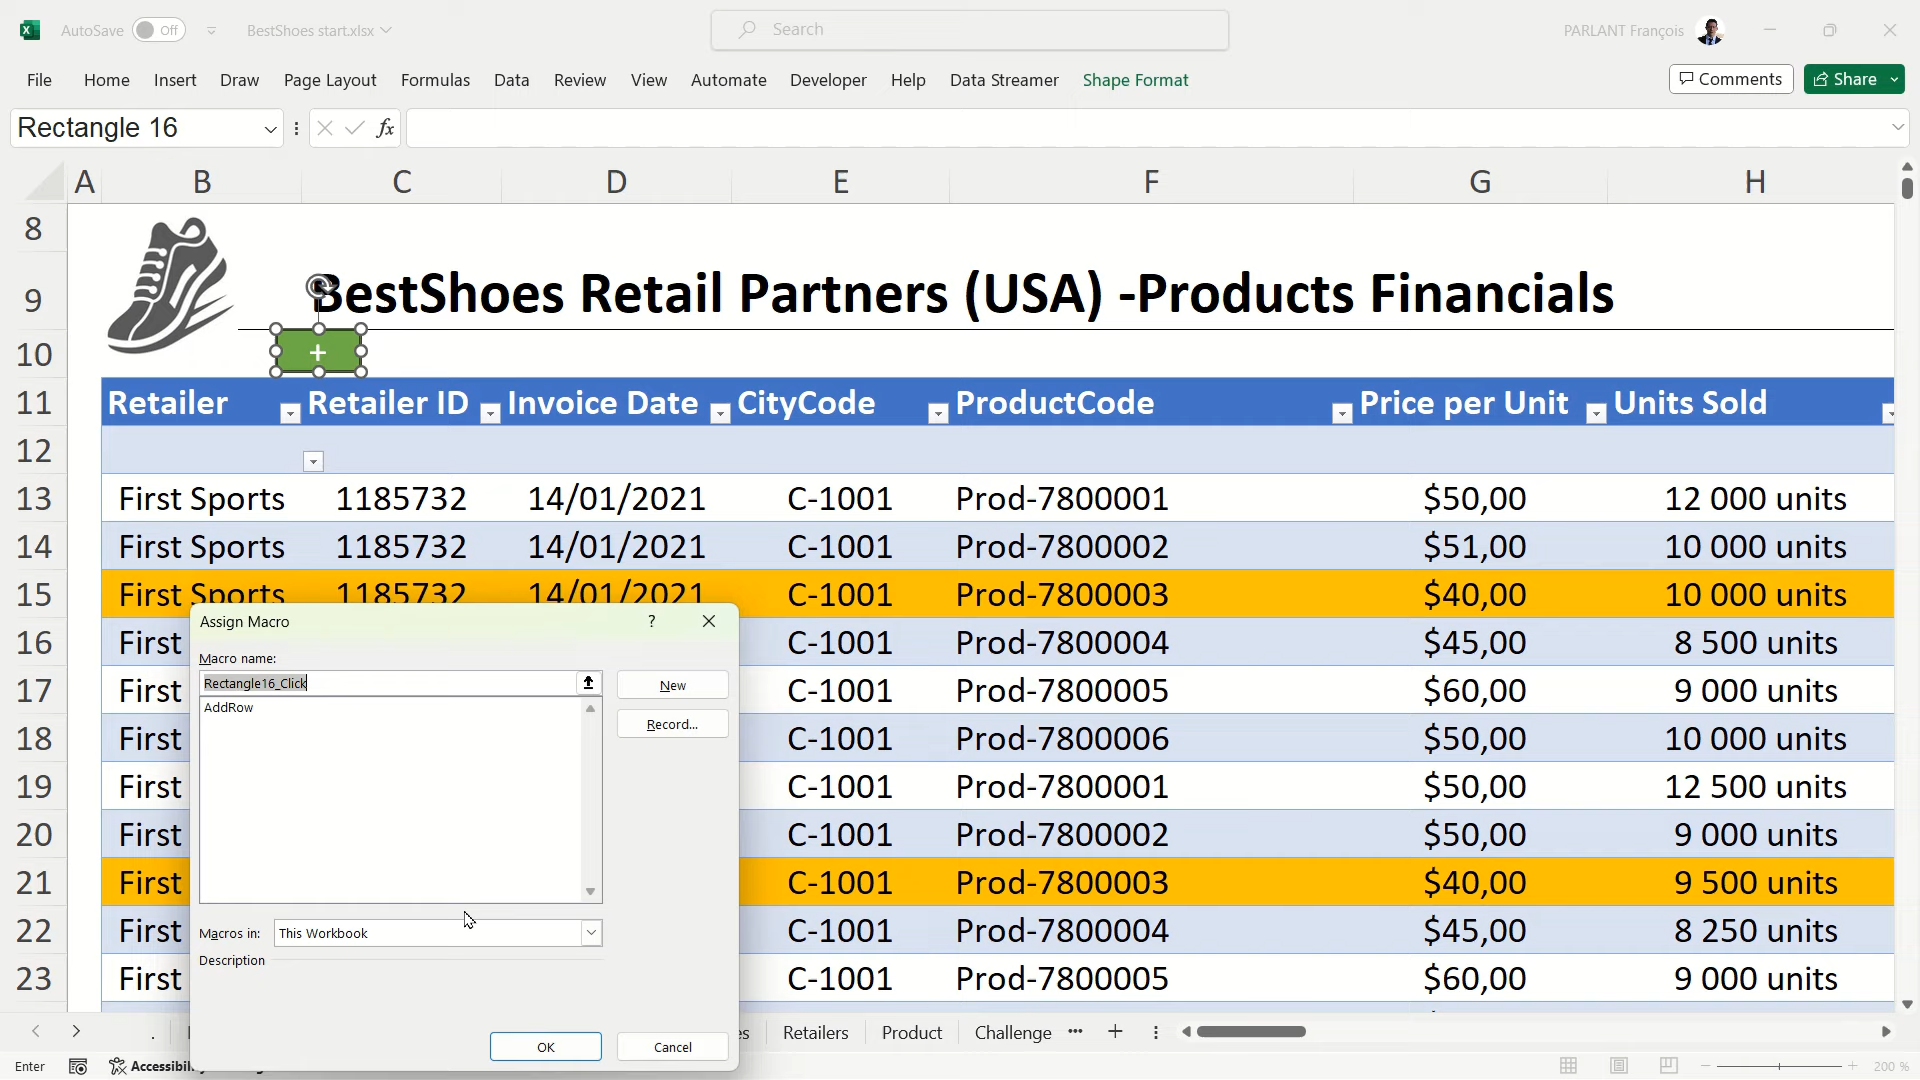 AutoSave Off BestShoes start.xlsx Search PARLANT François
File Home Insert Draw Page Layout Formulas Data Review View Automate Developer Help Data Streamer Shape Format Comments Share
Rectangle 16 fx
A B C D E F G H
8
9 BestShoes Retail Partners (USA) -Products Financials
10 +
11 Retailer Retailer ID Invoice Date CityCode ProductCode Price per Unit Units Sold
12
13 First Sports 1185732 14/01/2021 C-1001 Prod-7800001 $50,00 12 000 units
14 First Sports 1185732 14/01/2021 C-1001 Prod-7800002 $51,00 10 000 units
15 First Sports 1185732 14/01/2021 C-1001 Prod-7800003 $40,00 10 000 units
16 First C-1001 Prod-7800004 $45,00 8 500 units
17 First C-1001 Prod-7800005 $60,00 9 000 units
18 First C-1001 Prod-7800006 $50,00 10 000 units
19 First C-1001 Prod-7800001 $50,00 12 500 units
20 First C-1001 Prod-7800002 $50,00 9 000 units
21 First C-1001 Prod-7800003 $40,00 9 500 units
22 First C-1001 Prod-7800004 $45,00 8 250 units
23 First C-1001 Prod-7800005 $60,00 9 000 units
Assign Macro ?
Macro name:
Rectangle16_Click New
AddRow
Record...
Macros in: This Workbook
Description
OK Cancel
es Retailers Product Challenge
Enter 200 %